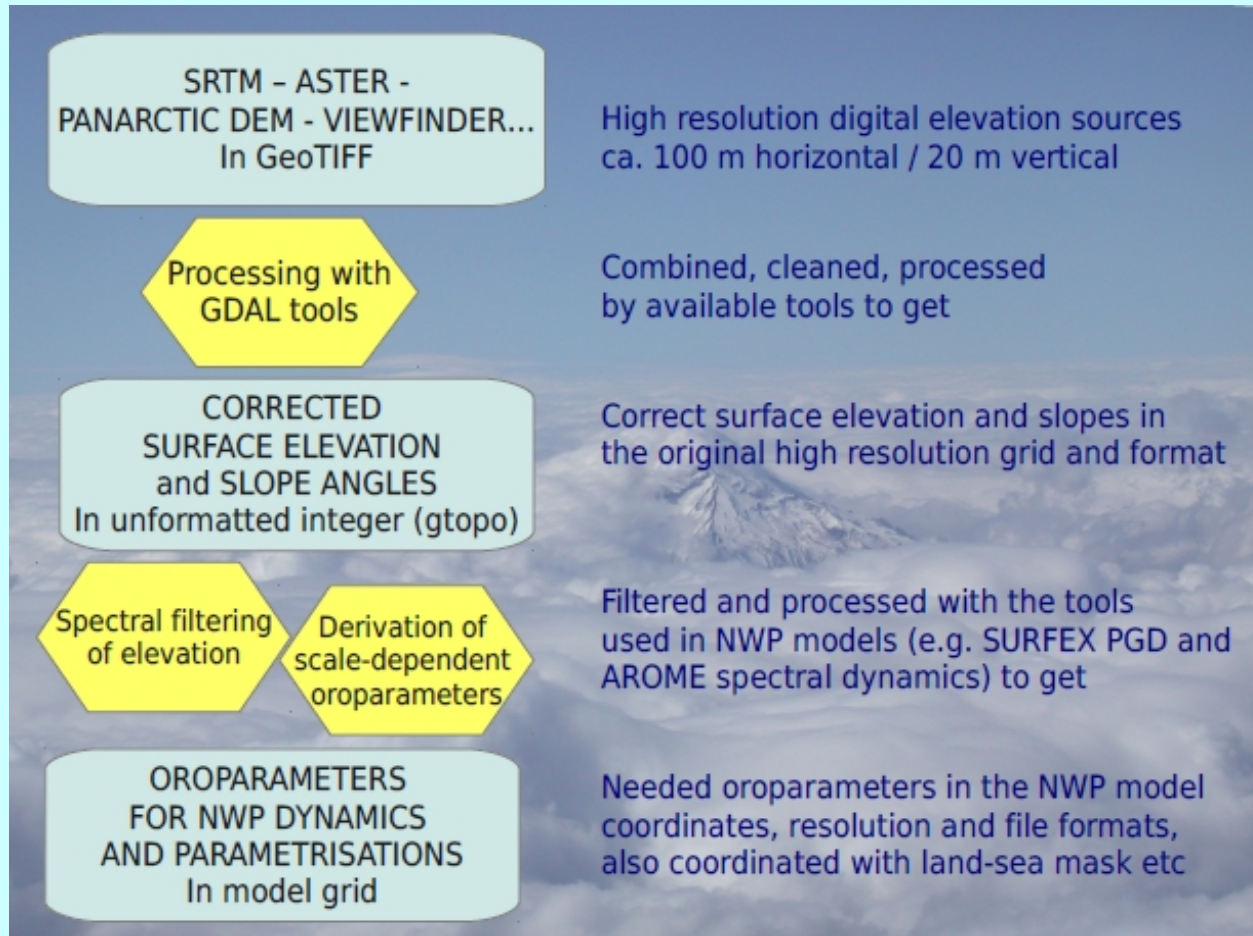 SRTM – ASTER -
PANARCTIC DEM - VIEWFINDER...
In GeoTIFF
High resolution digital elevation sources
ca. 100 m horizontal / 20 m vertical
Processing with
GDAL tools
Combined, cleaned, processed
by available tools to get
CORRECTED
SURFACE ELEVATION
and SLOPE ANGLES
In unformatted integer (gtopo)
Correct surface elevation and slopes in
the original high resolution grid and format
Spectral filtering
of elevation
Derivation of
scale-dependent
oroparameters
Filtered and processed with the tools
used in NWP models (e.g. SURFEX PGD and
AROME spectral dynamics) to get
OROPARAMETERS
FOR NWP DYNAMICS
AND PARAMETRISATIONS
In model grid
Needed oroparameters in the NWP model
coordinates, resolution and file formats,
also coordinated with land-sea mask etc